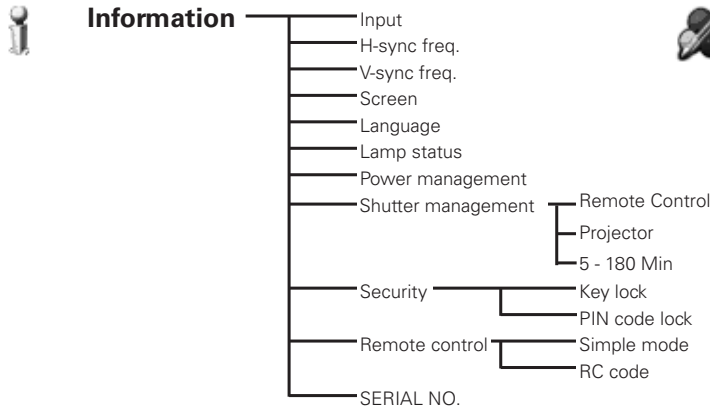 Information
Input
H-sync freq.
V-sync freq.
Screen
Language
Lamp status
Power management
Shutter management
Remote Control
Projector
5 - 180 Min
Security
Key lock
PIN code lock
Remote control
Simple mode
RC code
SERIAL NO.